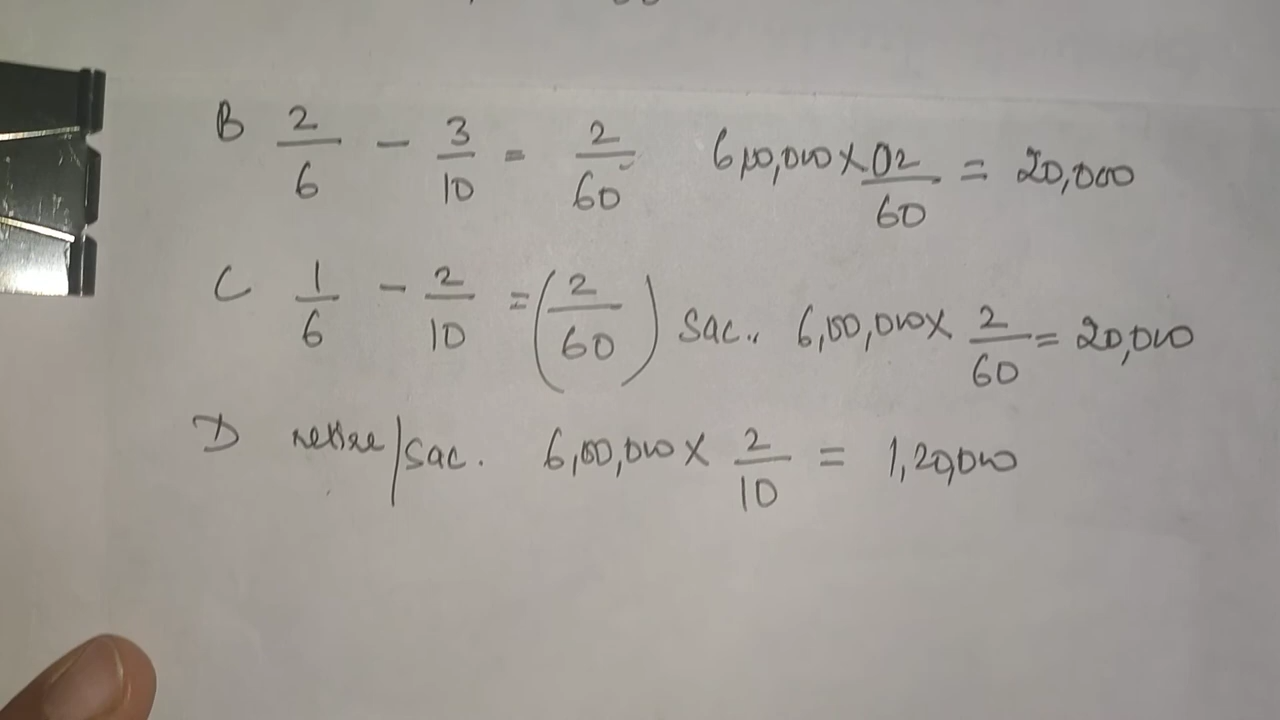 B 2/6 - 3/10 = 2/60 6,00,000 × 02/60 = 20,000
C 1/6 - 2/10 = (2/60) Sac.. 6,00,000 × 2/60 = 20,000
D retire/Sac. 6,00,000 × 2/10 = 1,20,000